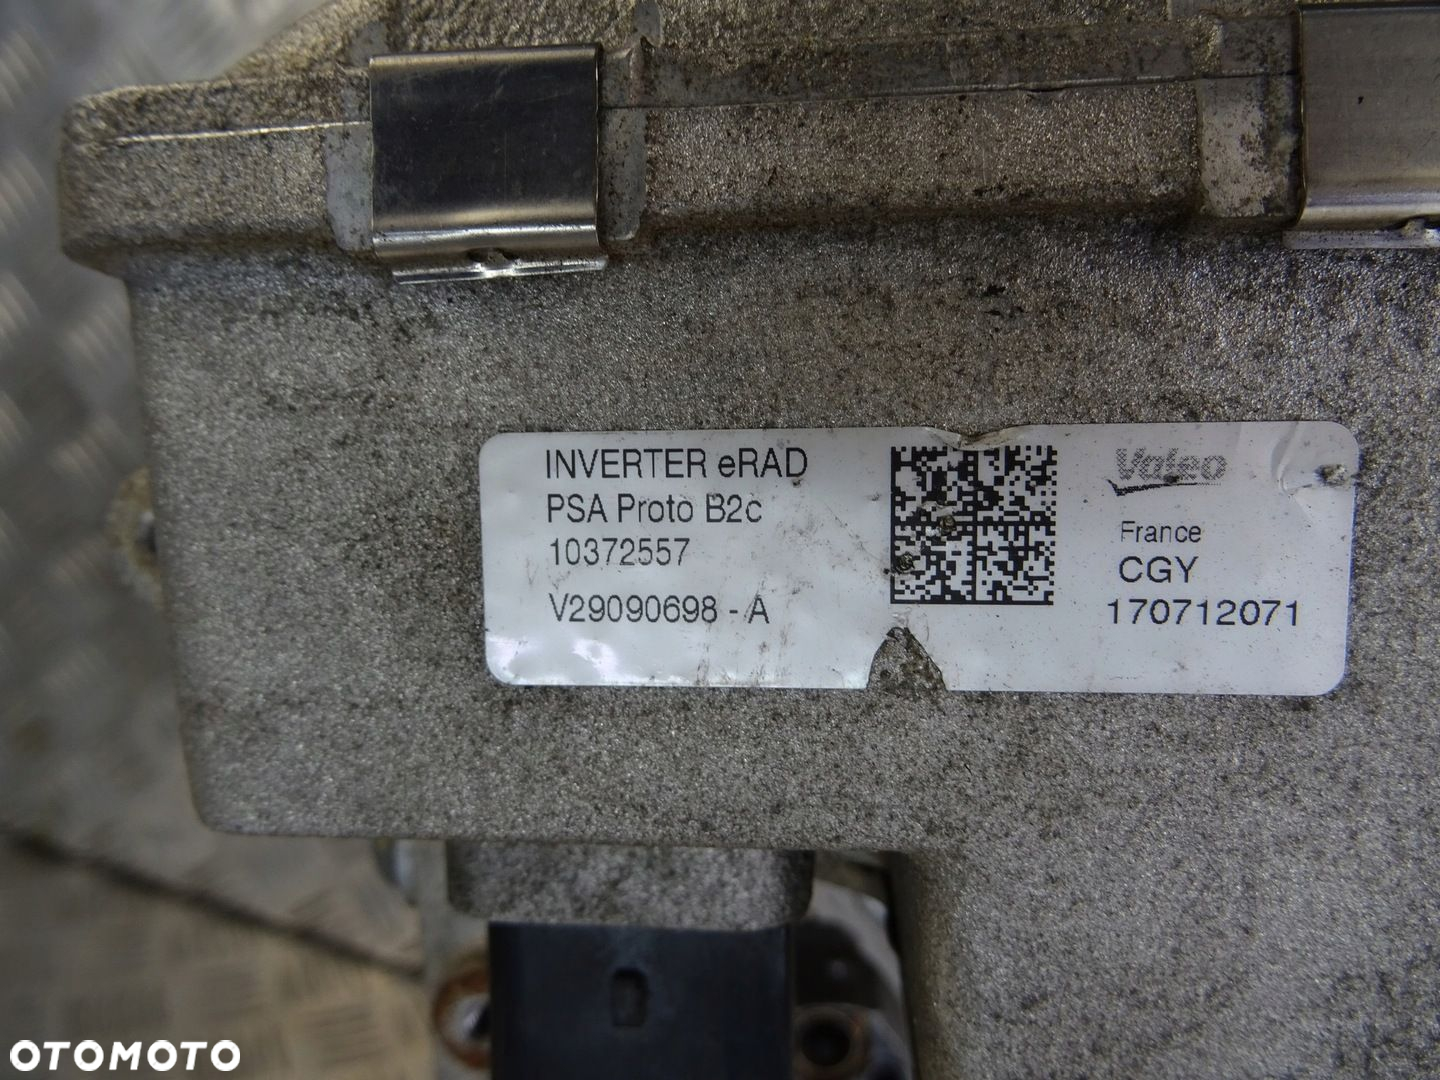 INVERTER eRAD
PSA Proto B2c
10372557
V29090698 - A
Valeo
France
CGY
170712071
OTOMOTO